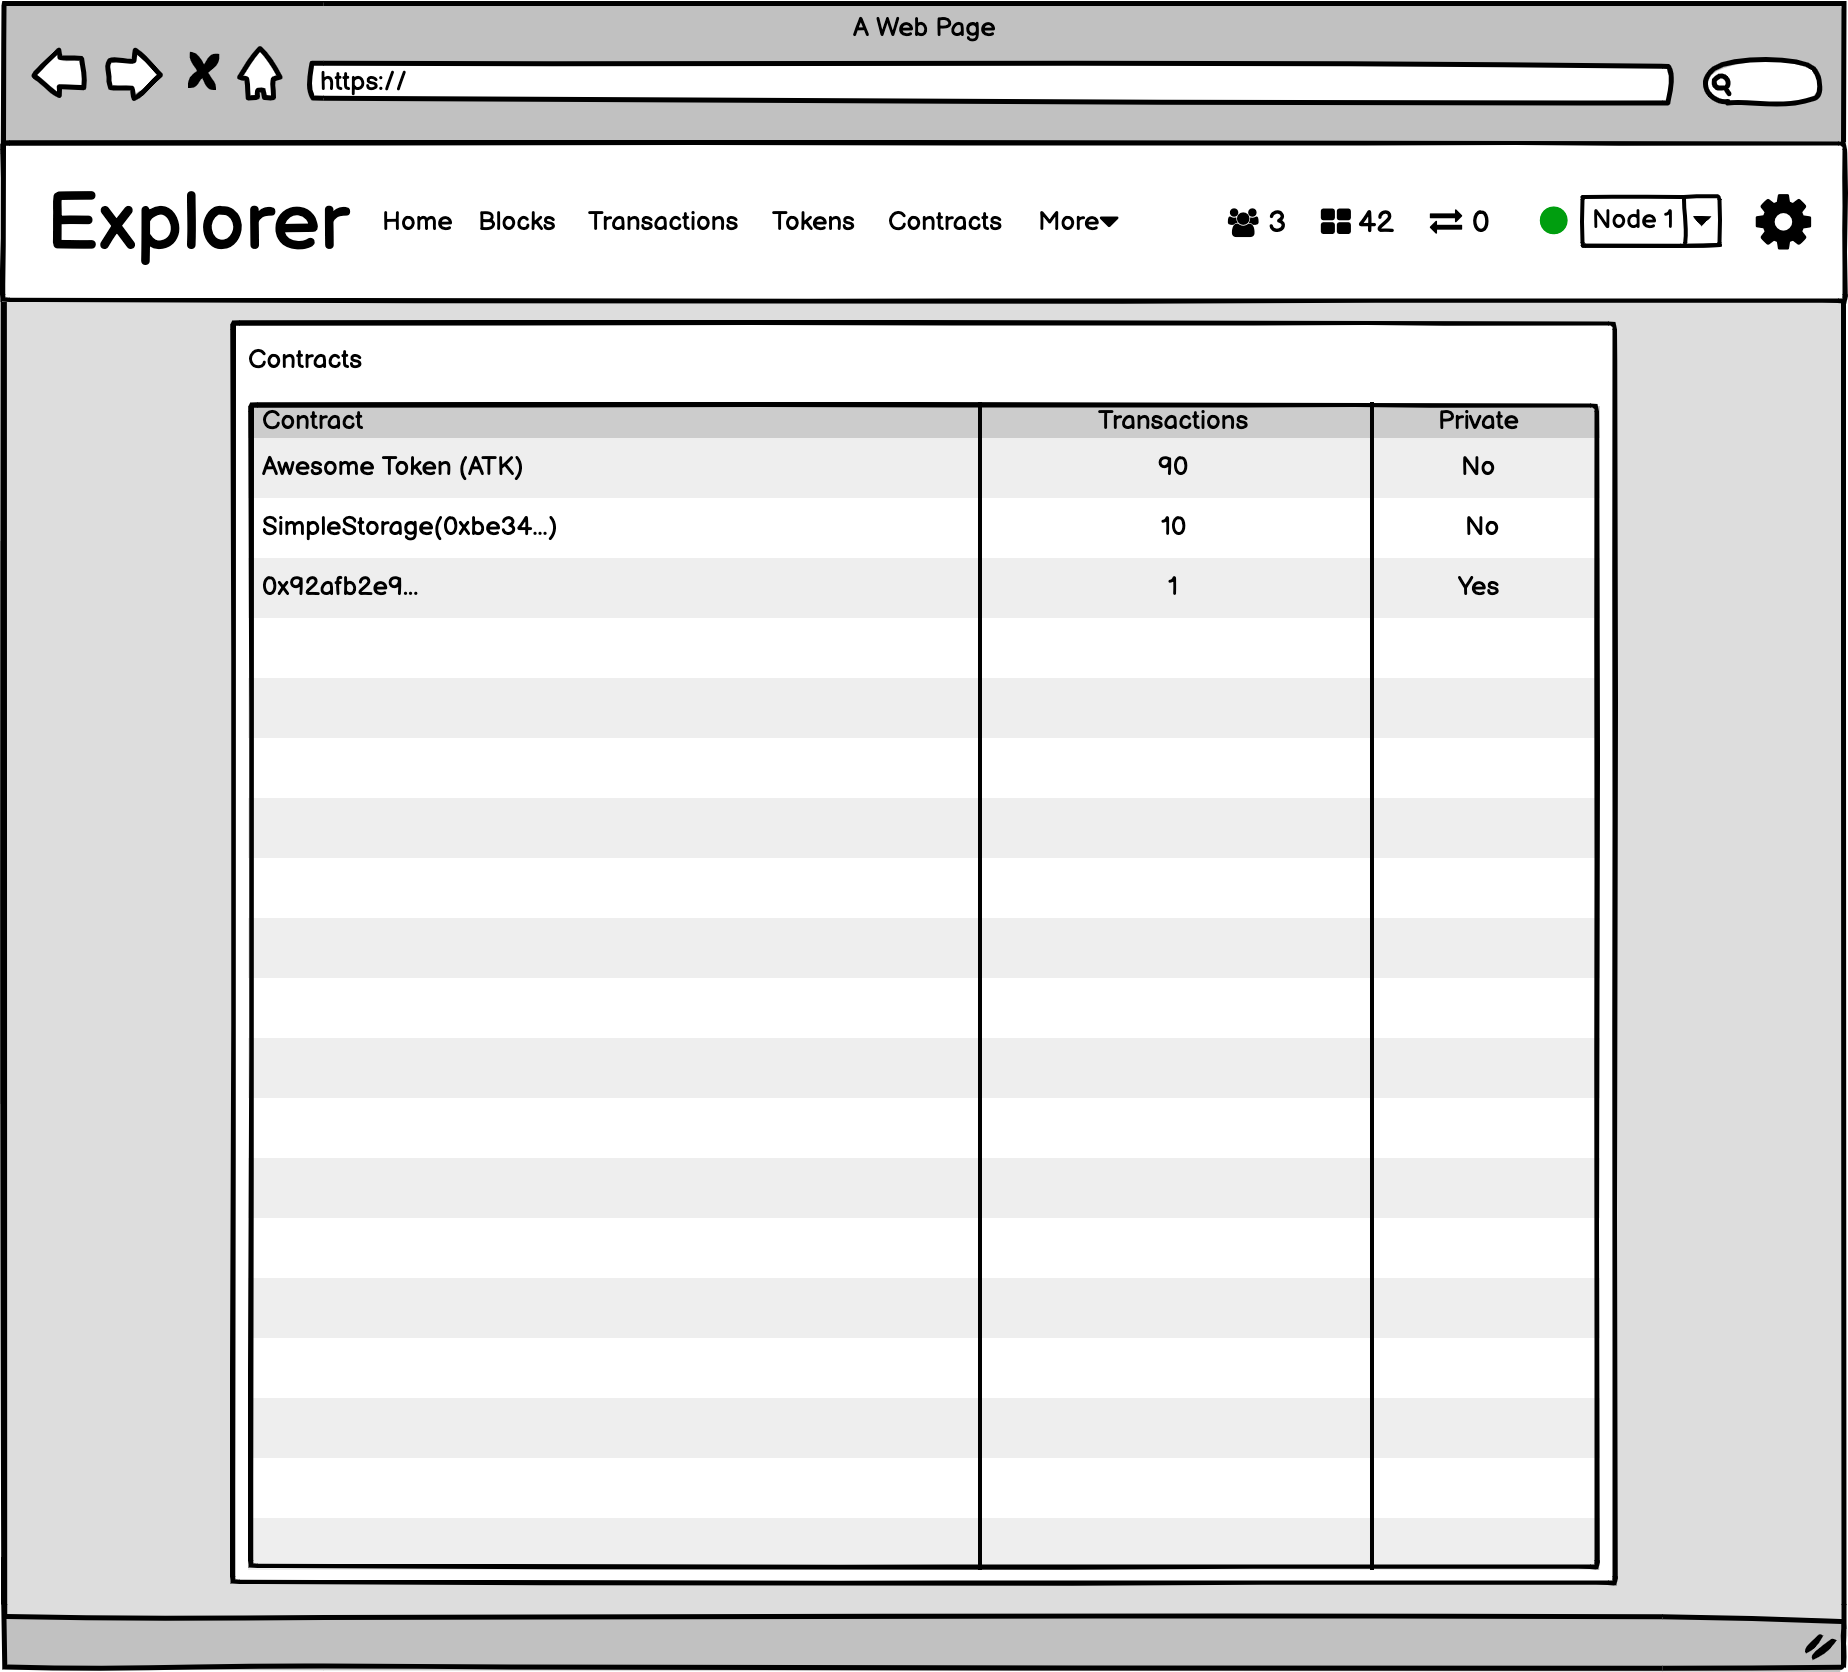 A Web Page
https://
Explorer Home Blocks Transactions Tokens Contracts More 3 42 0 Node 1
Contracts
Contract Transactions Private
Awesome Token (ATK) 90 No
SimpleStorage(0xbe34...) 10 No
0x92afb2e9... 1 Yes